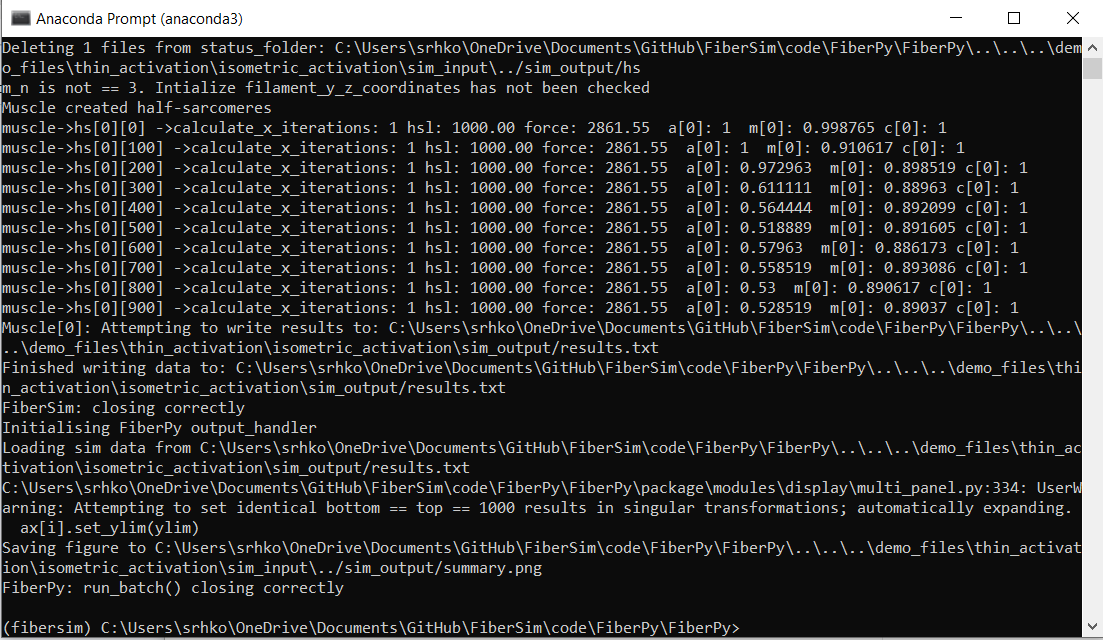 Anaconda Prompt (anaconda3)
Deleting 1 files from status_folder: C:\Users\srhko\OneDrive\Documents\GitHub\FiberSim\code\FiberPy\FiberPy\..\..\..\dem
o_files\thin_activation\isometric_activation\sim_input\../sim_output/hs
m_n is not == 3. Intialize filament_y_z_coordinates has not been checked
Muscle created half-sarcomeres
muscle->hs[0][0] ->calculate_x_iterations: 1 hsl: 1000.00 force: 2861.55  a[0]: 1  m[0]: 0.998765 c[0]: 1
muscle->hs[0][100] ->calculate_x_iterations: 1 hsl: 1000.00 force: 2861.55  a[0]: 1  m[0]: 0.910617 c[0]: 1
muscle->hs[0][200] ->calculate_x_iterations: 1 hsl: 1000.00 force: 2861.55  a[0]: 0.972963  m[0]: 0.898519 c[0]: 1
muscle->hs[0][300] ->calculate_x_iterations: 1 hsl: 1000.00 force: 2861.55  a[0]: 0.611111  m[0]: 0.88963 c[0]: 1
muscle->hs[0][400] ->calculate_x_iterations: 1 hsl: 1000.00 force: 2861.55  a[0]: 0.564444  m[0]: 0.892099 c[0]: 1
muscle->hs[0][500] ->calculate_x_iterations: 1 hsl: 1000.00 force: 2861.55  a[0]: 0.518889  m[0]: 0.891605 c[0]: 1
muscle->hs[0][600] ->calculate_x_iterations: 1 hsl: 1000.00 force: 2861.55  a[0]: 0.57963  m[0]: 0.886173 c[0]: 1
muscle->hs[0][700] ->calculate_x_iterations: 1 hsl: 1000.00 force: 2861.55  a[0]: 0.558519  m[0]: 0.893086 c[0]: 1
muscle->hs[0][800] ->calculate_x_iterations: 1 hsl: 1000.00 force: 2861.55  a[0]: 0.53  m[0]: 0.890617 c[0]: 1
muscle->hs[0][900] ->calculate_x_iterations: 1 hsl: 1000.00 force: 2861.55  a[0]: 0.528519  m[0]: 0.89037 c[0]: 1
Muscle[0]: Attempting to write results to: C:\Users\srhko\OneDrive\Documents\GitHub\FiberSim\code\FiberPy\FiberPy\..\..\
..\demo_files\thin_activation\isometric_activation\sim_output/results.txt
Finished writing data to: C:\Users\srhko\OneDrive\Documents\GitHub\FiberSim\code\FiberPy\FiberPy\..\..\..\demo_files\thi
n_activation\isometric_activation\sim_output/results.txt
FiberSim: closing correctly
Initialising FiberPy output_handler
Loading sim data from C:\Users\srhko\OneDrive\Documents\GitHub\FiberSim\code\FiberPy\FiberPy\..\..\..\demo_files\thin_ac
tivation\isometric_activation\sim_output/results.txt
C:\Users\srhko\OneDrive\Documents\GitHub\FiberSim\code\FiberPy\FiberPy\package\modules\display\multi_panel.py:334: UserW
arning: Attempting to set identical bottom == top == 1000 results in singular transformations; automatically expanding.
  ax[i].set_ylim(ylim)
Saving figure to C:\Users\srhko\OneDrive\Documents\GitHub\FiberSim\code\FiberPy\FiberPy\..\..\..\demo_files\thin_activat
ion\isometric_activation\sim_input\../sim_output/summary.png
FiberPy: run_batch() closing correctly
(fibersim) C:\Users\srhko\OneDrive\Documents\GitHub\FiberSim\code\FiberPy\FiberPy>